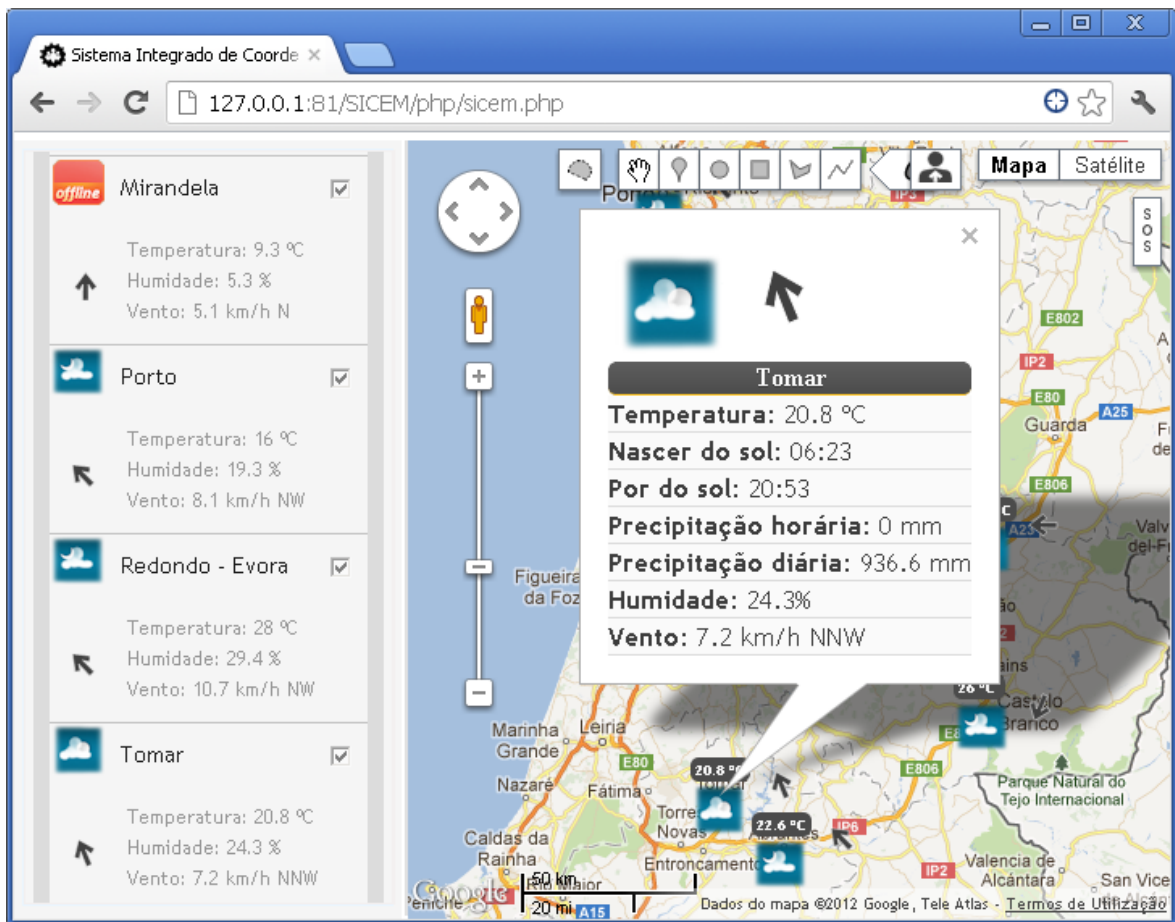 Sistema Integrado de Coorde
127.0.0.1:81/SICEM/php/sicem.php
offline
Mirandela
Temperatura: 9.3 ºC
Humidade: 5.3 %
Vento: 5.1 km/h N
Porto
Temperatura: 16 ºC
Humidade: 19.3 %
Vento: 8.1 km/h NW
Redondo - Evora
Temperatura: 28 ºC
Humidade: 29.4 %
Vento: 10.7 km/h NW
Tomar
Temperatura: 20.8 ºC
Humidade: 24.3 %
Vento: 7.2 km/h NNW
Mapa
Satélite
SOS
IP3
Tomar
Temperatura: 20.8 ºC
Nascer do sol: 06:23
Por do sol: 20:53
Precipitação horária: 0 mm
Precipitação diária: 936.6 mm
Humidade: 24.3%
Vento: 7.2 km/h NNW
E802
IP2
E80
A25
Guarda
E806
A23
Figueira
da Foz
26 ºC
Castelo
Branco
Marinha
Grande
Leiria
E80
20.8 ºC
E806
Nazaré
Fátima
Parque Natural do
Tejo Internacional
Torre
Novas
22.6 ºC
IP6
Caldas da
Rainha
Entroncamento
IP2
Valencia de
Alcántara
San Vice
Google
Rio Maior
50 km
20 mi
Peniche
A15
Dados do mapa ©2012 Google, Tele Atlas - Termos de Utilização